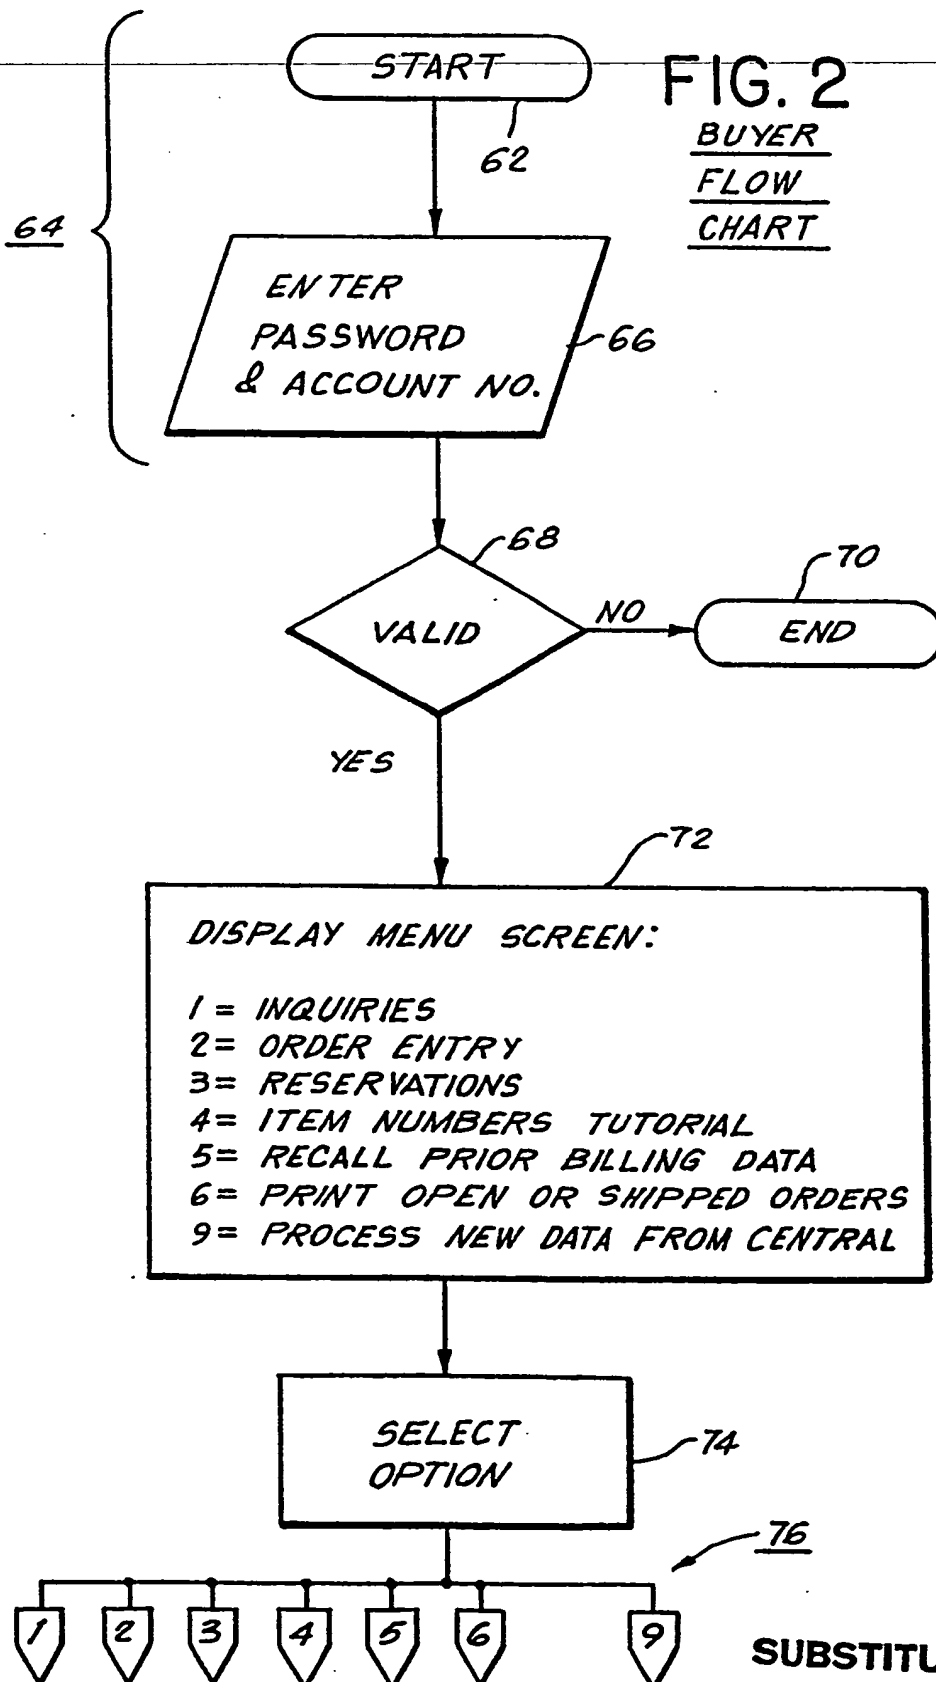 START
FIG. 2
BUYER
FLOW
CHART
62
64
ENTER
PASSWORD
& ACCOUNT NO.
66
68
VALID
NO
70
END
YES
72
DISPLAY MENU SCREEN:
1 = INQUIRIES
2= ORDER ENTRY
3= RESERVATIONS
4= ITEM NUMBERS TUTORIAL
5= RECALL PRIOR BILLING DATA
6= PRINT OPEN OR SHIPPED ORDERS
9= PROCESS NEW DATA FROM CENTRAL
SELECT
OPTION
74
76
1 2 3 4 5 6 9
SUBSTITU